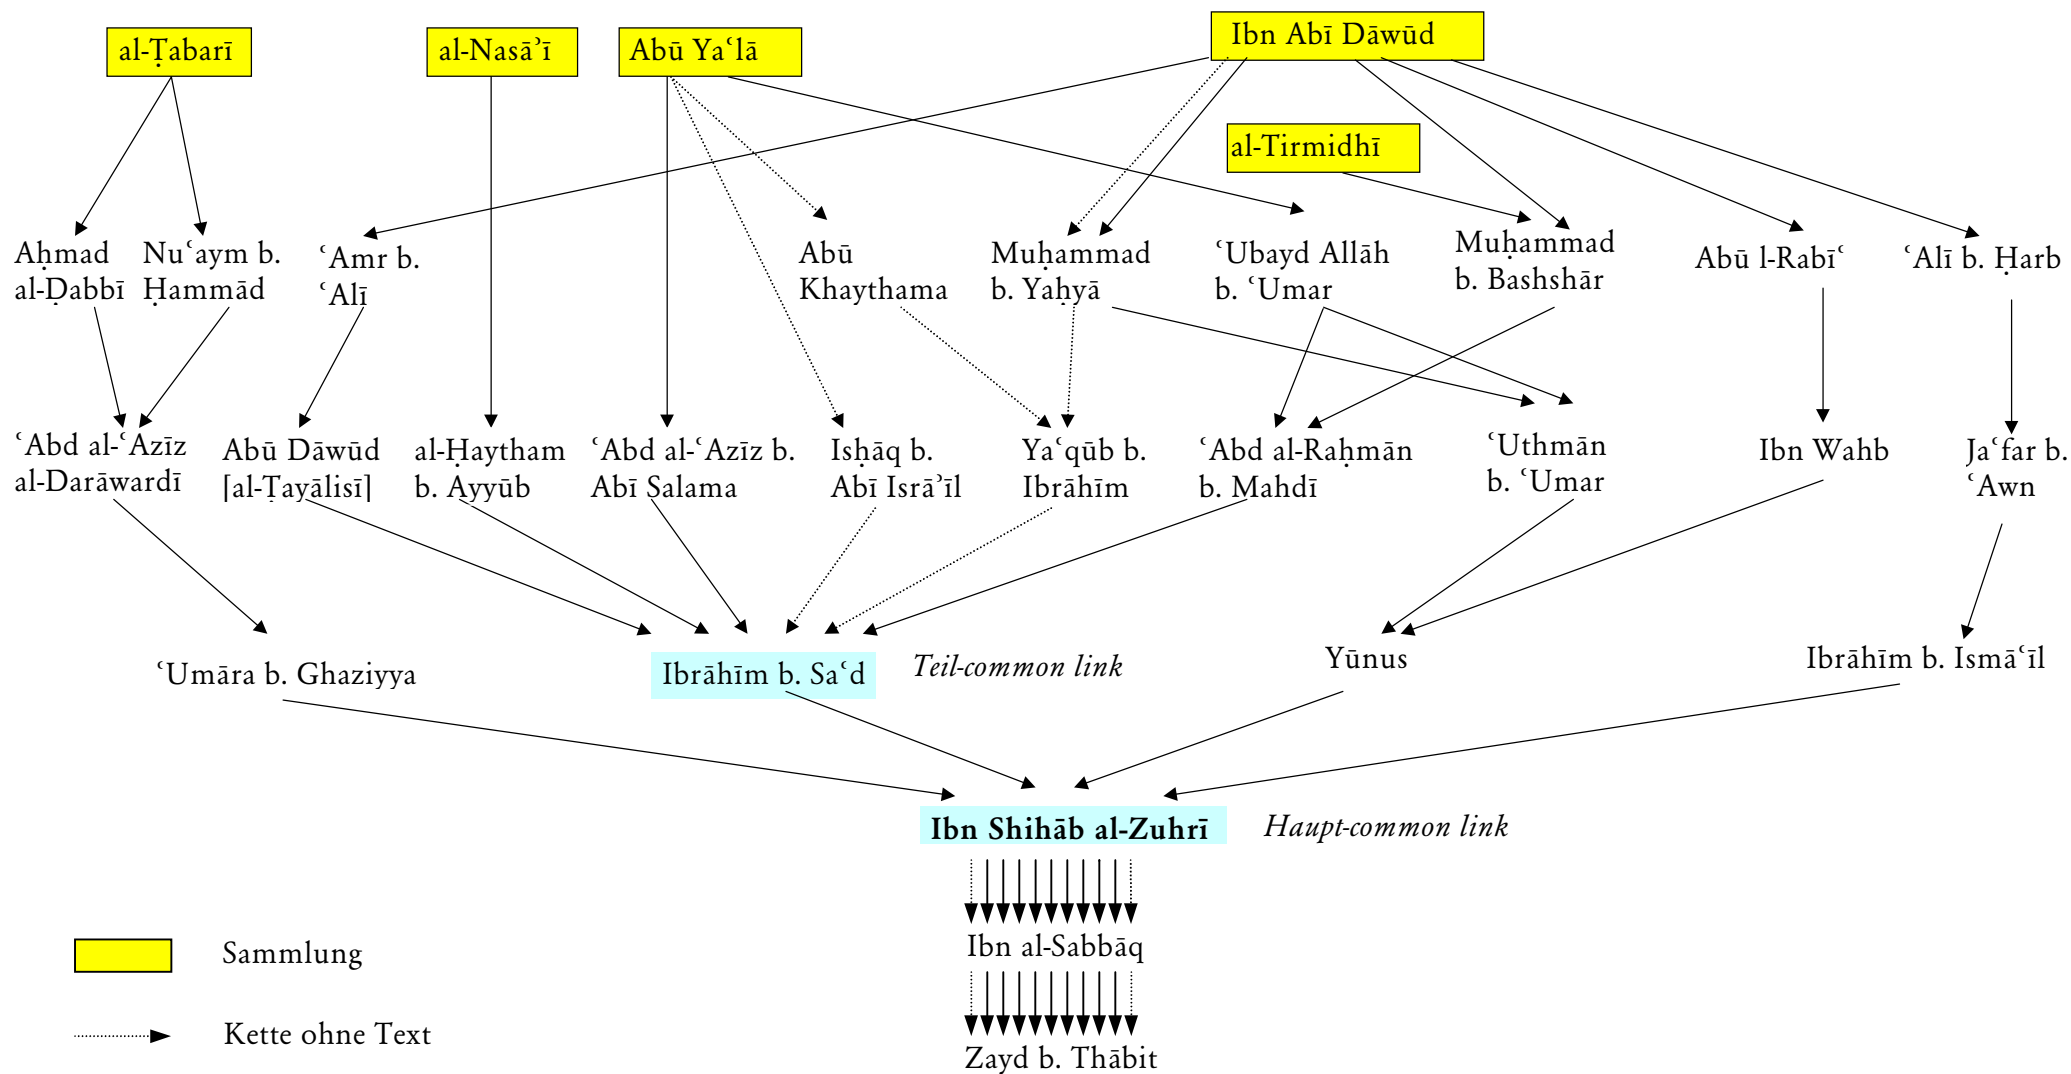 al-Ṭabarī
al-Nasāʾī
Abū Yaʿlā
Ibn Abī Dāwūd
al-Tirmidhī
Aḥmad
al-Ḍabbī
Nuʿaym b.
Ḥammād
ʿAmr b.
ʿAlī
Abū
Khaythama
Muḥammad
b. Yaḥyā
ʿUbayd Allāh
b. ʿUmar
Muḥammad
b. Bashshār
Abū l-Rabīʿ
ʿAlī b. Ḥarb
ʿAbd al-ʿAzīz
al-Darāwardī
Abū Dāwūd
[al-Ṭayālisī]
al-Ḥaytham
b. Ayyūb
ʿAbd al-ʿAzīz b.
Abī Salama
Isḥāq b.
Abī Isrāʾīl
Yaʿqūb b.
Ibrāhīm
ʿAbd al-Raḥmān
b. Mahdī
ʿUthmān
b. ʿUmar
Ibn Wahb
Jaʿfar b.
ʿAwn
ʿUmāra b. Ghaziyya
Ibrāhīm b. Saʿd
Teil-common link
Yūnus
Ibrāhīm b. Ismāʿīl
Ibn Shihāb al-Zuhrī
Haupt-common link
Ibn al-Sabbāq
Sammlung
Kette ohne Text
Zayd b. Thābit